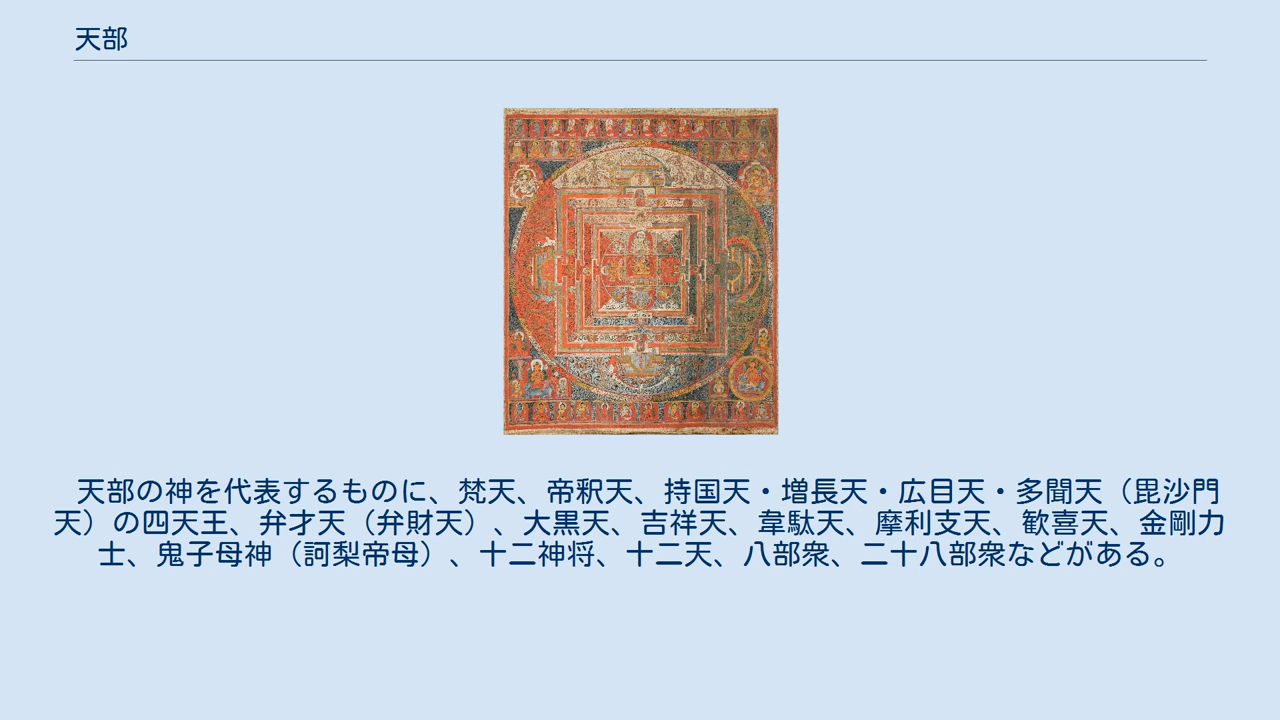 天部
天部の神を代表するものに、梵天、帝釈天、持国天・増長天・広目天・多聞天（毘沙門
天）の四天王、弁才天（弁財天）、大黒天、吉祥天、韋駄天、摩利支天、歓喜天、金剛力
士、鬼子母神（訶梨帝母）、十二神将、十二天、八部衆、二十八部衆などがある。